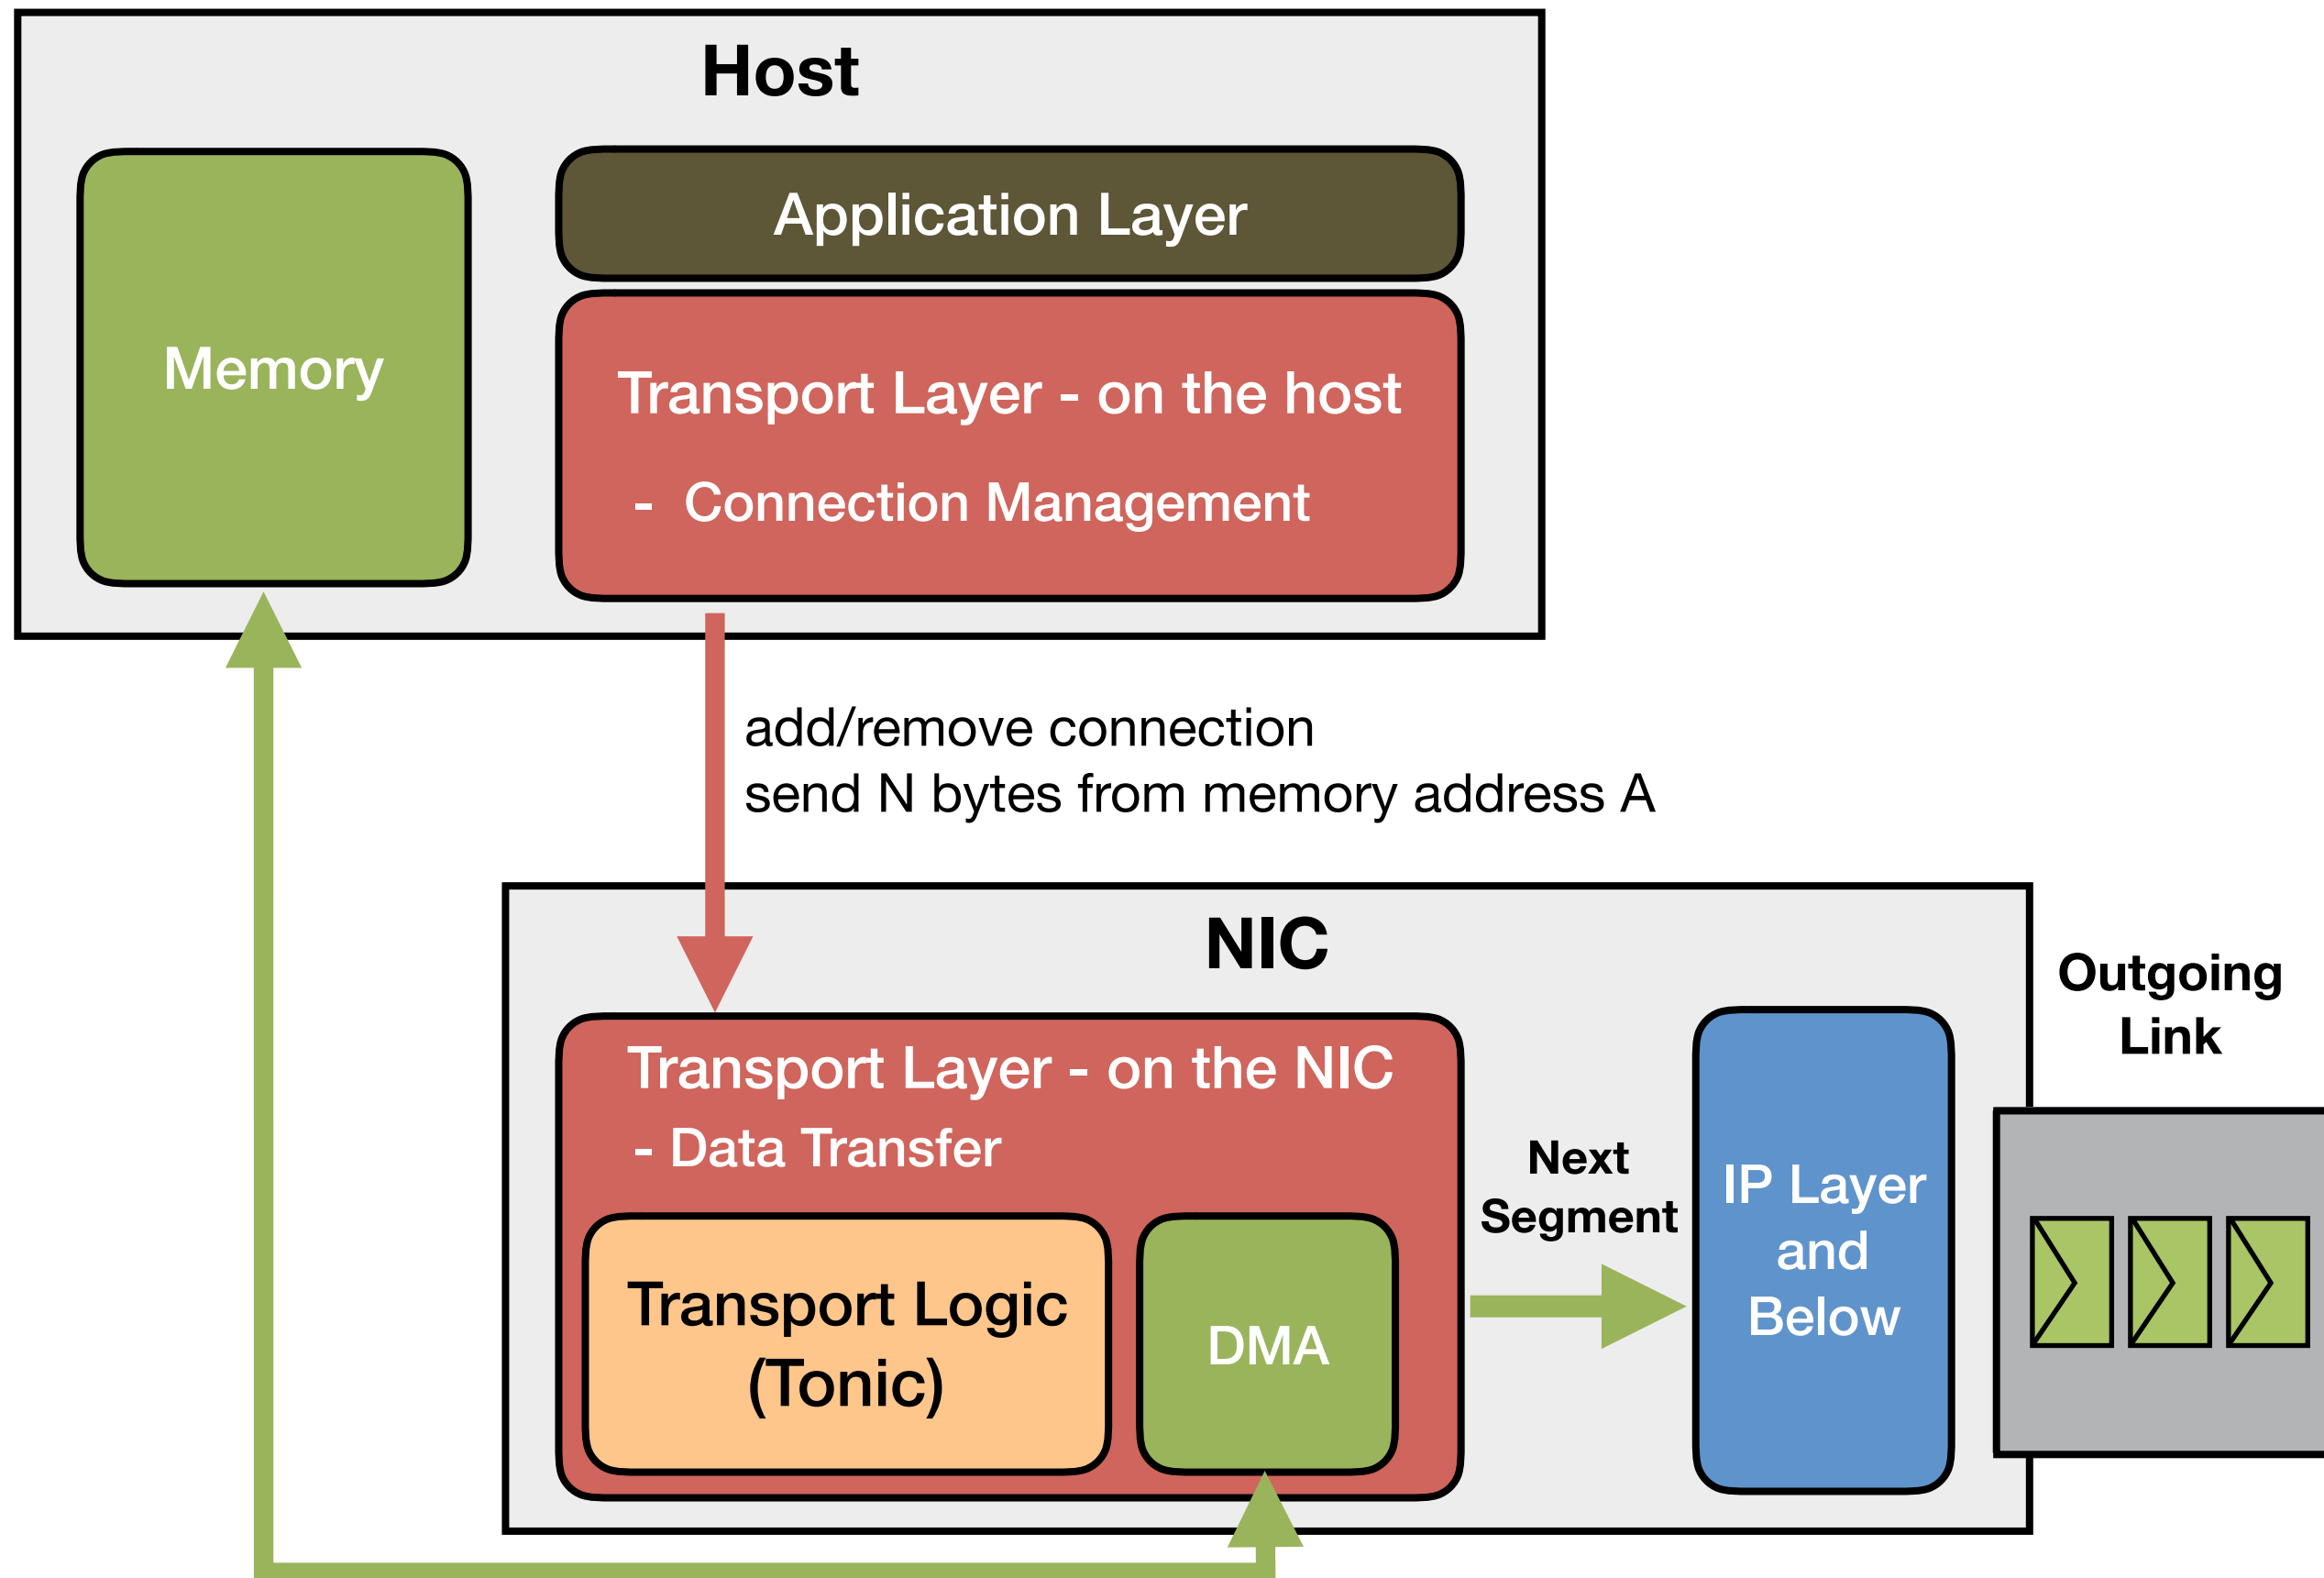 Host
Memory
Application Layer
Transport Layer - on the host
- Connection Management
add/remove connection
send N bytes from memory address A
NIC
Transport Layer - on the NIC
- Data Transfer
Transport Logic
(Tonic)
DMA
Next
Segment
IP Layer
and
Below
Outgoing
Link